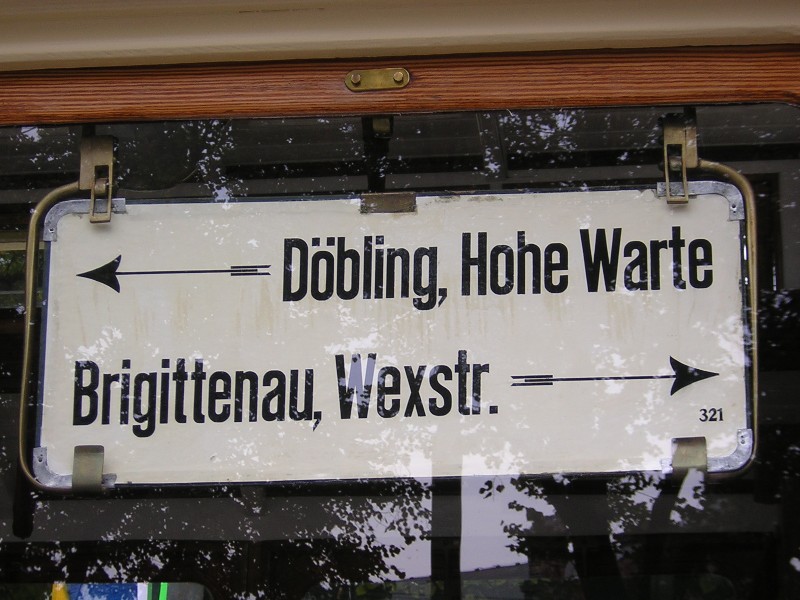 Döbling, Hohe Warte
Brigittenau, Wexstr.
321